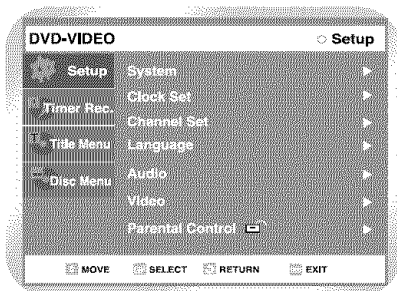 DVD-VIDEO Setup
Setup System
Clock Set
Timer Rec.
Channel Set
Title Menu Language
Disc Menu Audio
Video
Parental Control
MOVE SELECT RETURN EXIT